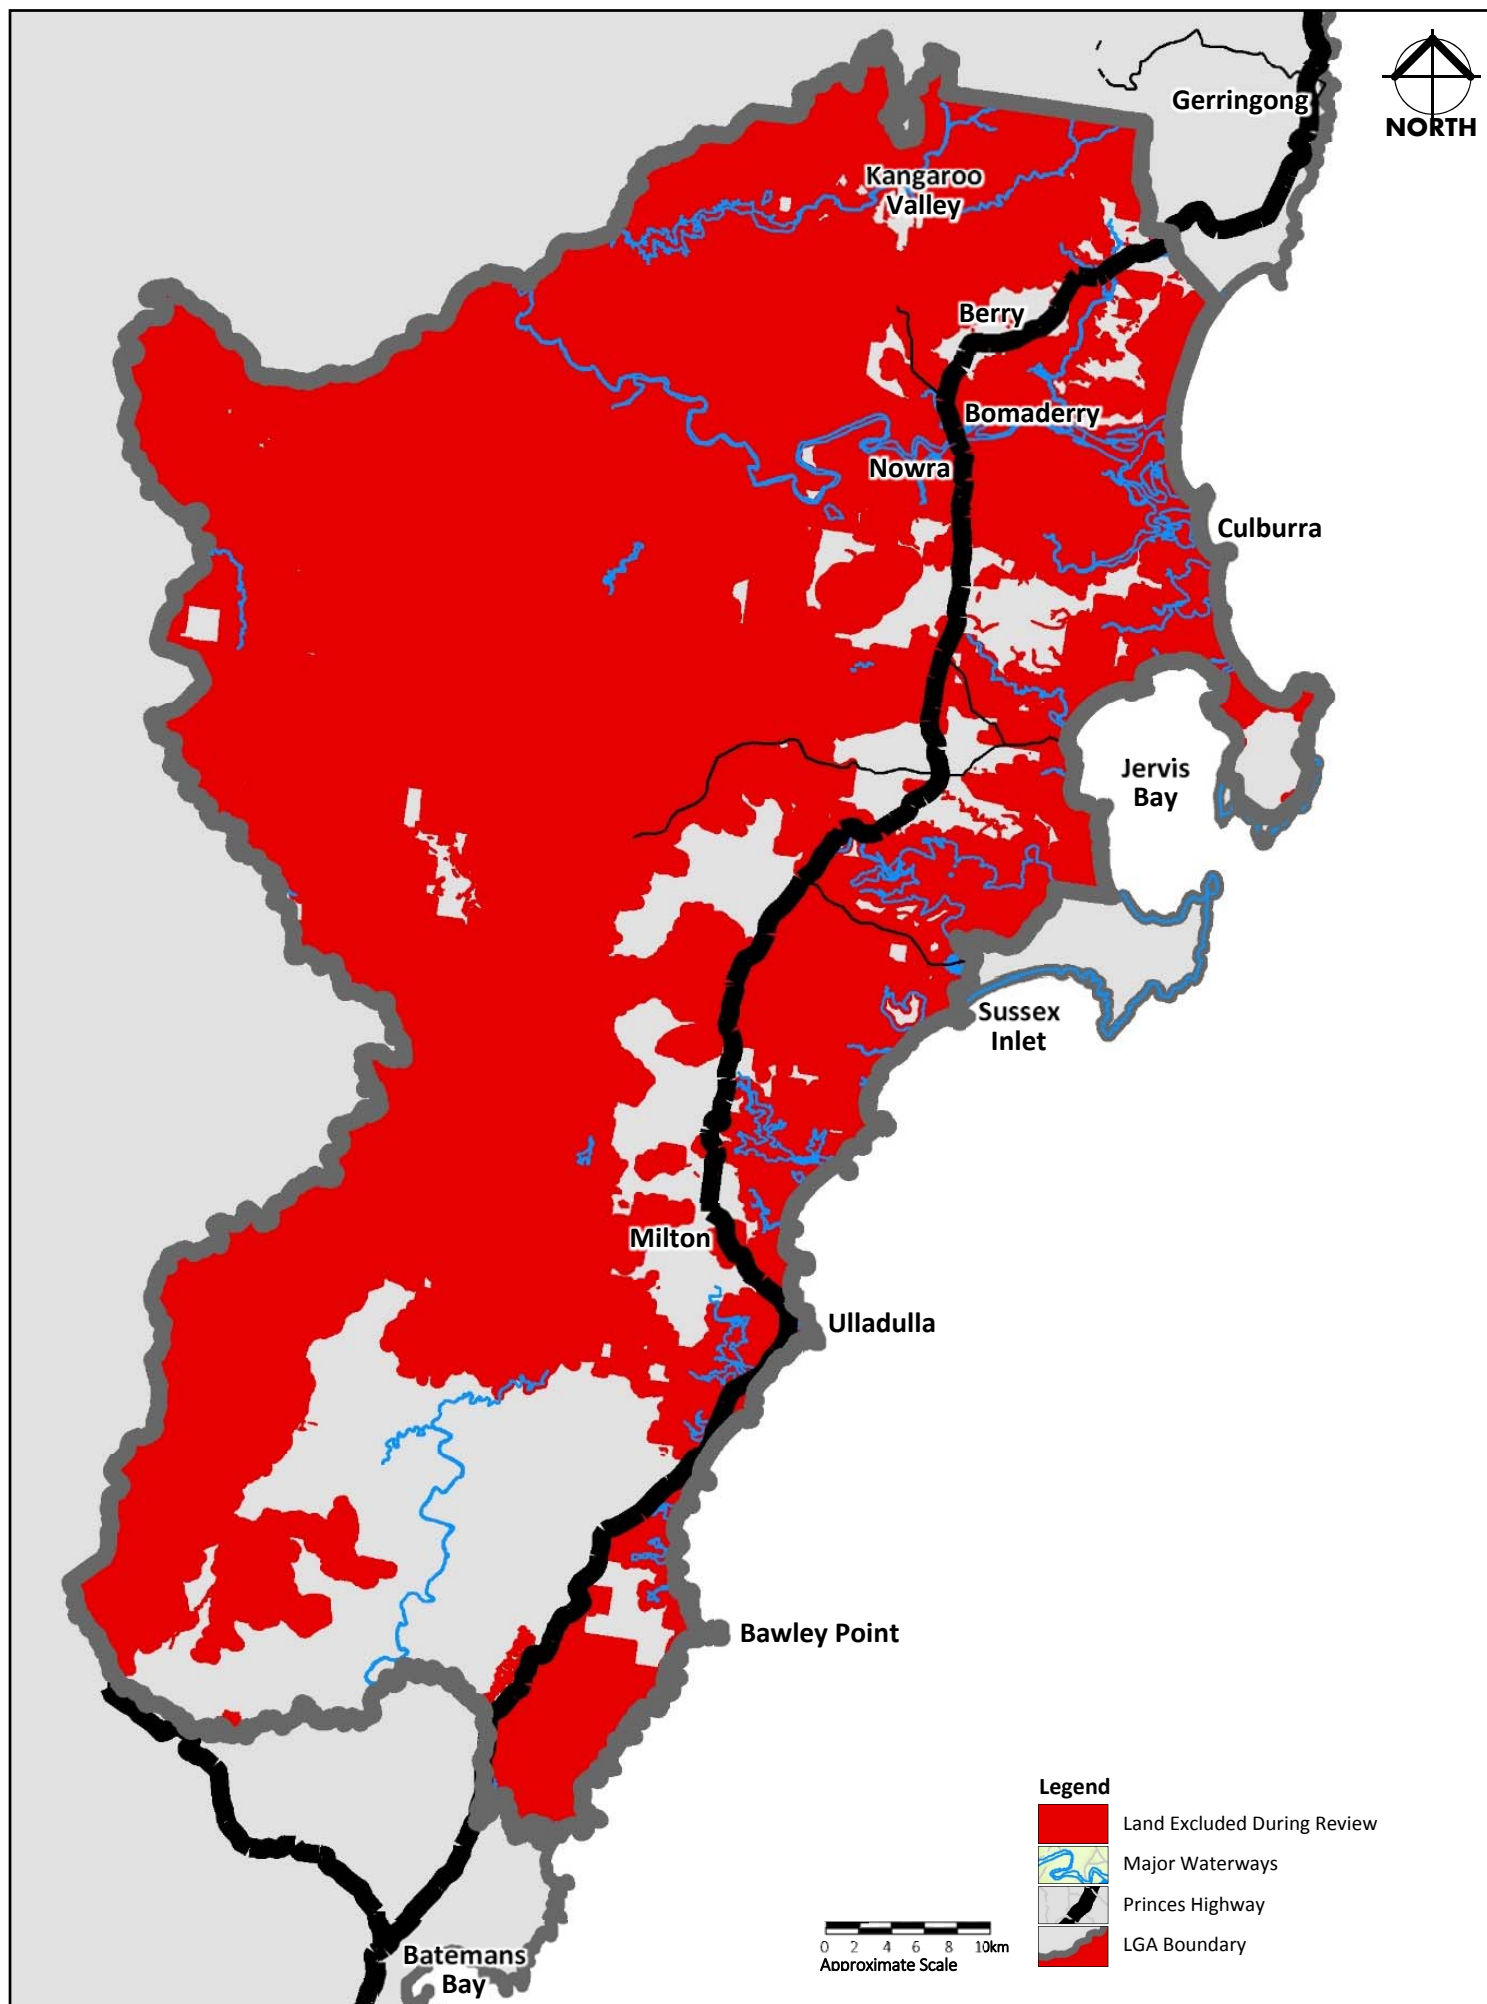 Gerringong
NORTH
Kangaroo
Valley
Berry
Bomaderry
Nowra
Culburra
Jervis
Bay
Sussex
Inlet
Milton
Ulladulla
Bawley Point
Batemans
Bay
Legend
Land Excluded During Review
Major Waterways
Princes Highway
LGA Boundary
0 2 4 6 8 10km
Approximate Scale